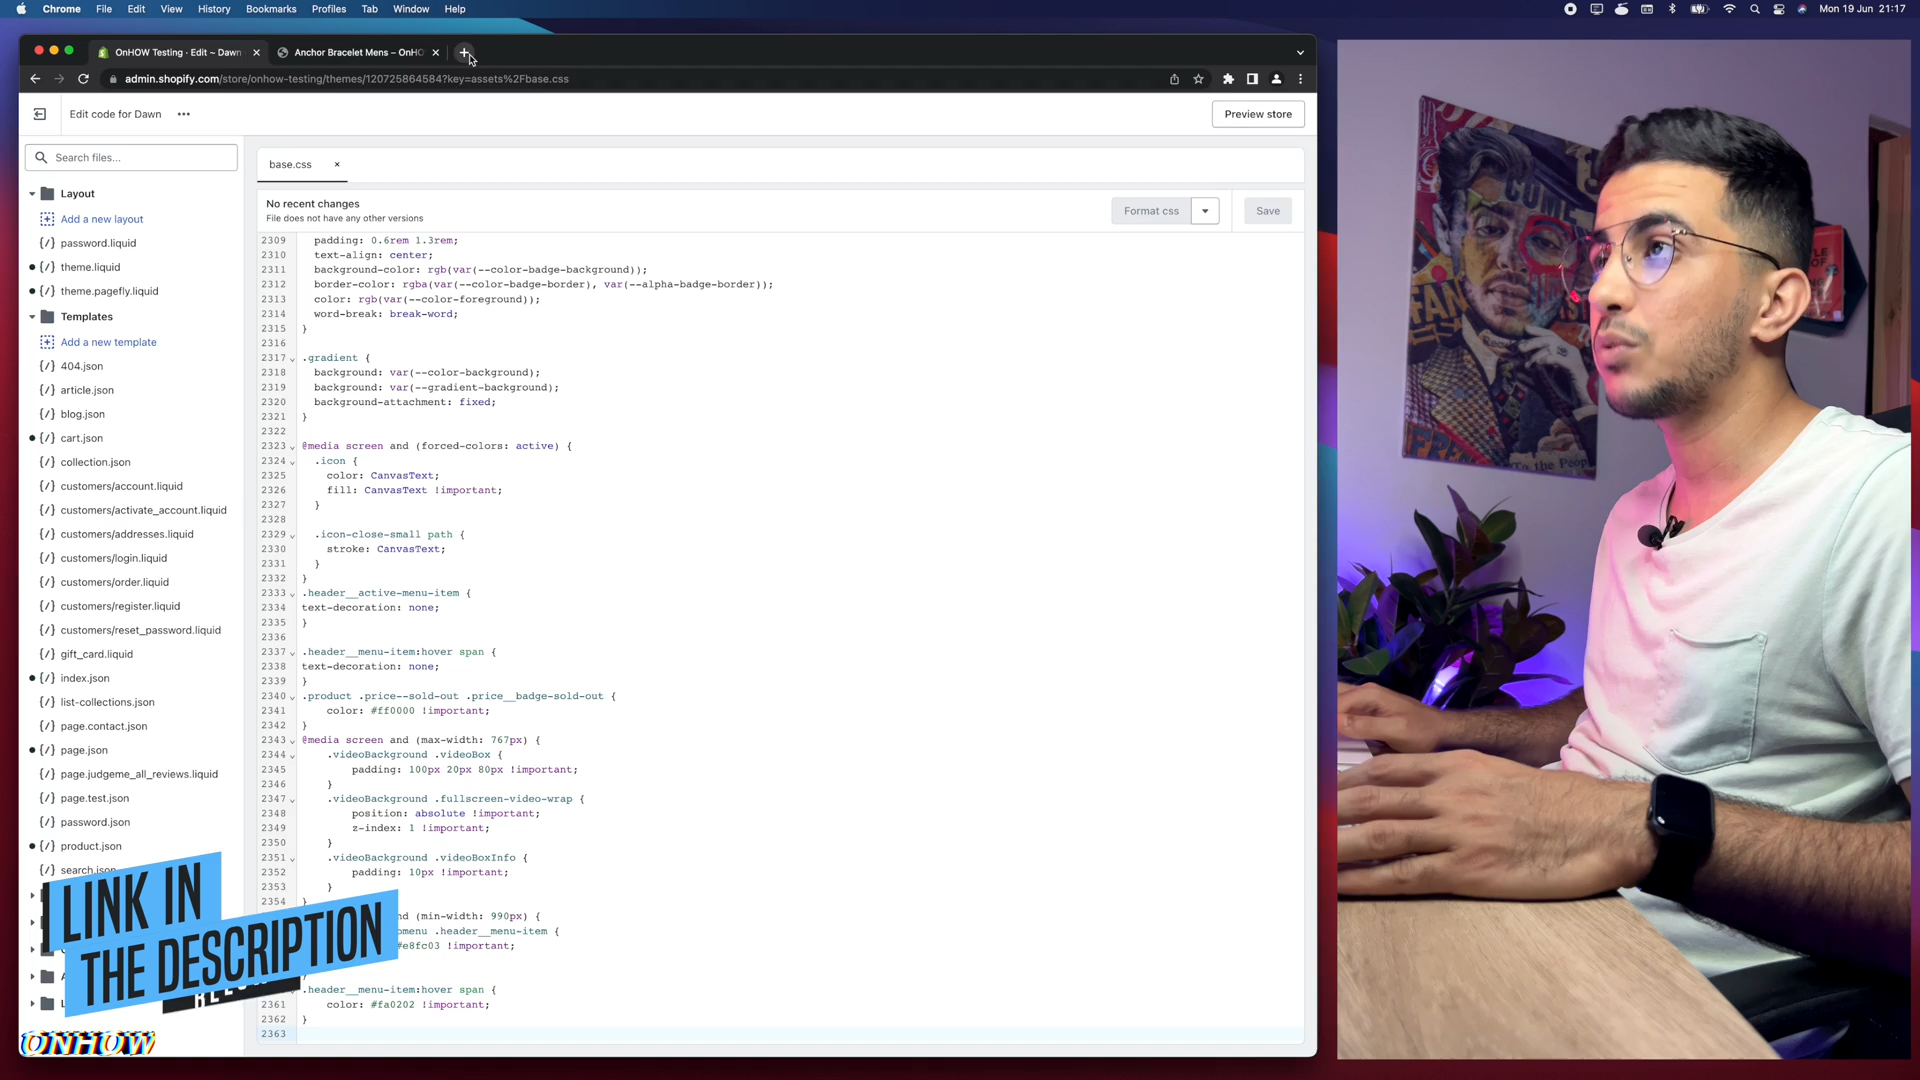 Chrome File Edit View History Bookmarks Profiles Tab Window Help
Mon 19 Jun 21:17
OnHOW Testing · Edit ~ Dawn
Anchor Bracelet Mens – OnHO
admin.shopify.com/store/onhow-testing/themes/120725864584?key=assets%2Fbase.css
Edit code for Dawn
Preview store
Search files...
Layout
Add a new layout
{/} password.liquid
{/} theme.liquid
{/} theme.pagefly.liquid
Templates
Add a new template
{/} 404.json
{/} article.json
{/} blog.json
{/} cart.json
{/} collection.json
{/} customers/account.liquid
{/} customers/activate_account.liquid
{/} customers/addresses.liquid
{/} customers/login.liquid
{/} customers/order.liquid
{/} customers/register.liquid
{/} customers/reset_password.liquid
{/} gift_card.liquid
{/} index.json
{/} list-collections.json
{/} page.contact.json
{/} page.json
{/} page.judgeme_all_reviews.liquid
{/} page.test.json
{/} password.json
{/} product.json
{/} search.json
base.css
No recent changes
File does not have any other versions
Format css
Save
2309 padding: 0.6rem 1.3rem;
2310 text-align: center;
2311 background-color: rgb(var(--color-badge-background));
2312 border-color: rgba(var(--color-badge-border), var(--alpha-badge-border));
2313 color: rgb(var(--color-foreground));
2314 word-break: break-word;
2315 }
2316
2317 .gradient {
2318 background: var(--color-background);
2319 background: var(--gradient-background);
2320 background-attachment: fixed;
2321 }
2322
2323 @media screen and (forced-colors: active) {
2324 .icon {
2325 color: CanvasText;
2326 fill: CanvasText !important;
2327 }
2328
2329 .icon-close-small path {
2330 stroke: CanvasText;
2331 }
2332 }
2333 .header__active-menu-item {
2334 text-decoration: none;
2335 }
2336
2337 .header__menu-item:hover span {
2338 text-decoration: none;
2339 }
2340 .product .price--sold-out .price__badge-sold-out {
2341 color: #ff0000 !important;
2342 }
2343 @media screen and (max-width: 767px) {
2344 .videoBackground .videoBox {
2345 padding: 100px 20px 80px !important;
2346 }
2347 .videoBackground .fullscreen-video-wrap {
2348 position: absolute !important;
2349 z-index: 1 !important;
2350 }
2351 .videoBackground .videoBoxInfo {
2352 padding: 10px !important;
2353 }
2354 }
nd (min-width: 990px) {
omenu .header__menu-item {
#e8fc03 !important;
}
.header__menu-item:hover span {
2361 color: #fa0202 !important;
2362 }
2363
LINK IN
THE DESCRIPTION
ONHOW